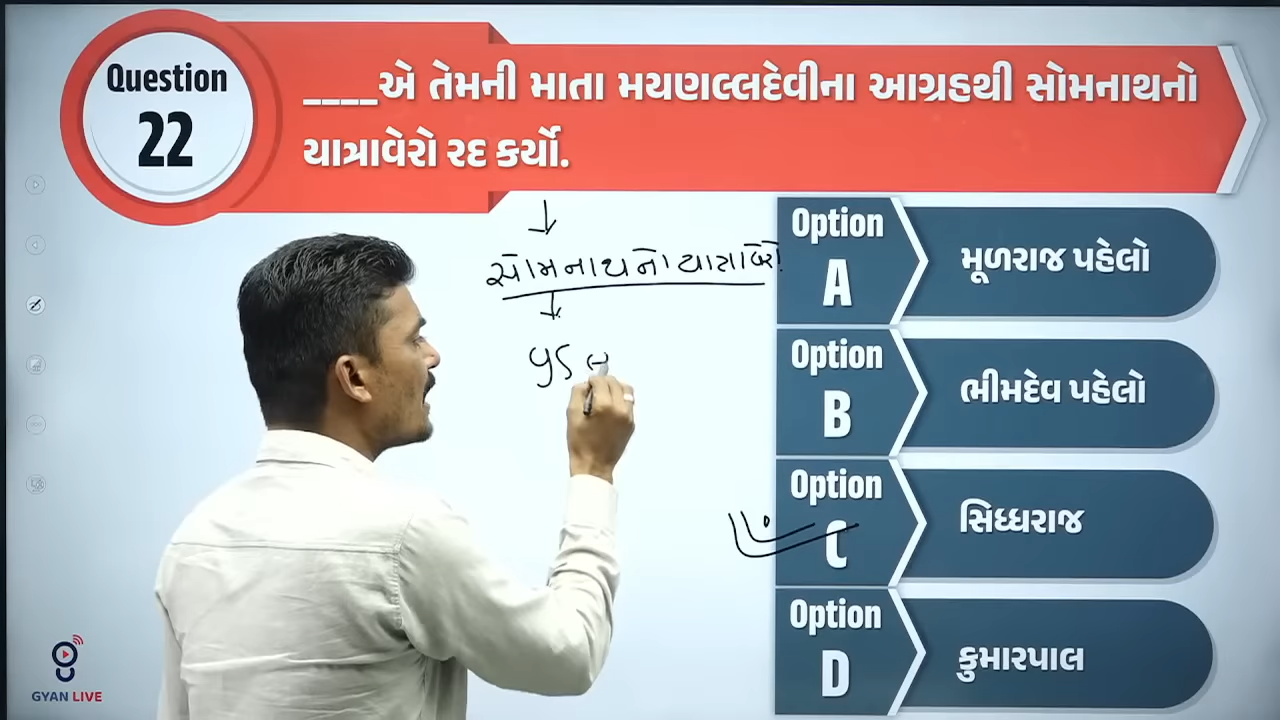 Question
22
____એ તેમની માતા મયણલ્લદેવીના આગ્રહથી સોમનાથનો
યાત્રાવેરો રદ કર્યો.
સોમનાથનો યાત્રાવેરો
Option
A
મૂળરાજ પહેલો
Option
B
ભીમદેવ પહેલો
Option
C
સિધ્ધરાજ
Option
D
કુમારપાલ
GYAN LIVE